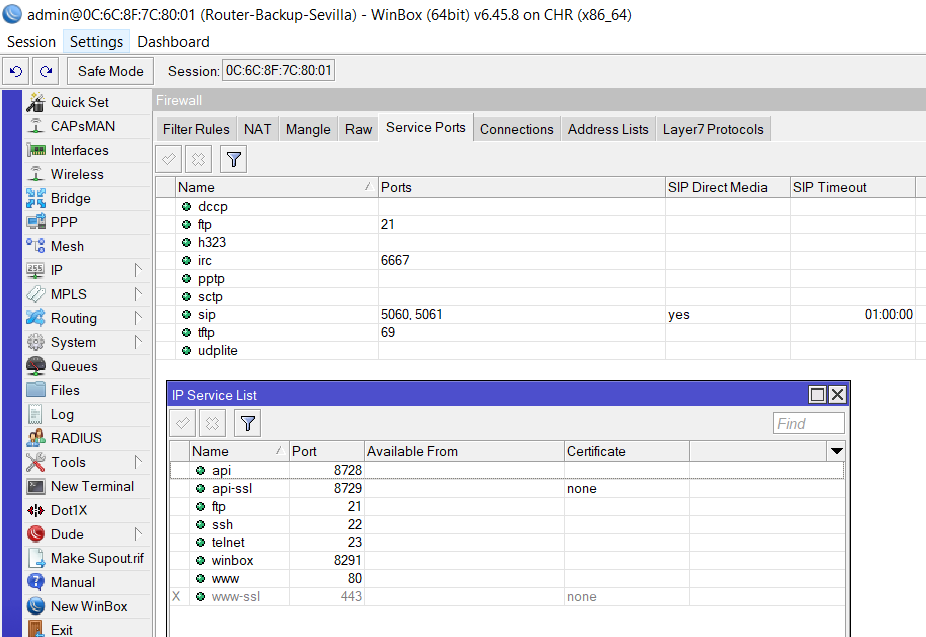 admin@0C:6C:8F:7C:80:01 (Router-Backup-Sevilla) - WinBox (64bit) v6.45.8 on CHR (x86_64)
Session Settings Dashboard
Safe Mode Session: 0C:6C:8F:7C:80:01
Quick Set
CAPsMAN
Interfaces
Wireless
Bridge
PPP
Mesh
255
IP
MPLS
Routing
System
Queues
Files
Log
RADIUS
Tools
New Terminal
Dot1X
Dude
Make Supout.rif
Manual
New WinBox
Exit
Firewall
Filter Rules NAT Mangle Raw Service Ports Connections Address Lists Layer7 Protocols
Name Ports SIP Direct Media SIP Timeout
dccp
ftp 21
h323
irc 6667
pptp
sctp
sip 5060, 5061 yes 01:00:00
tftp 69
udplite
IP Service List
Find
Name Port Available From Certificate
api 8728
api-ssl 8729 none
ftp 21
ssh 22
telnet 23
winbox 8291
www 80
X www-ssl 443 none